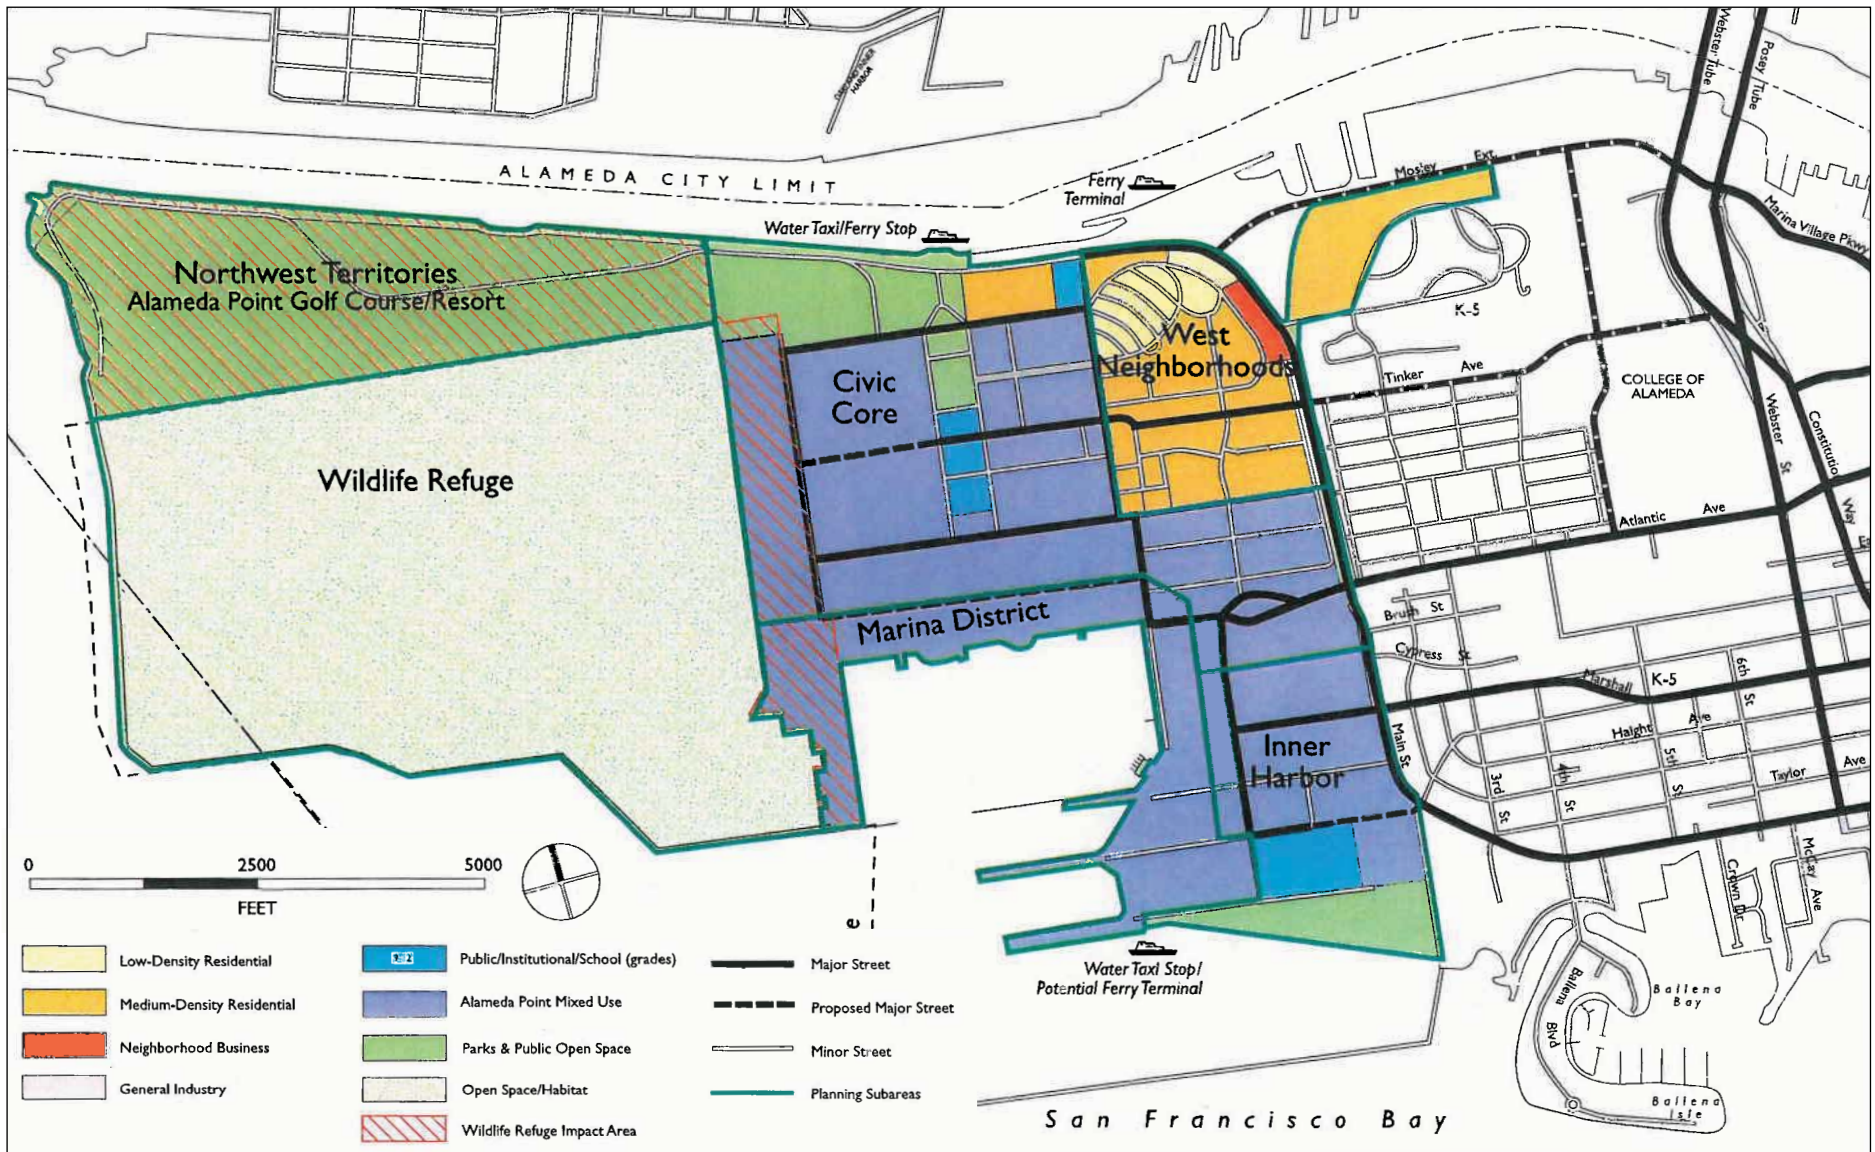 Webster Tube
Posey Tube
OAKLAND INNER
HARBOR
ALAMEDA CITY LIMIT
Ferry
Terminal
Mosley Ext.
Water Taxi/Ferry Stop
Marina Village Pkwy
Northwest Territories
Alameda Point Golf Course/Resort
K-5
West
Neighborhoods
Civic
Core
Tinker Ave
COLLEGE OF
ALAMEDA
Webster St
Constitution Way
Wildlife Refuge
Atlantic Ave
Marina District
Brush St
Cypress St
Marshall
K-5
6th St
Haight Ave
Main St
Inner
Harbor
3rd St
4th St
5th St
Taylor Ave
McKay Ave
Crown Dr
0 2500 5000
FEET
e
Water Taxi Stop/
Potential Ferry Terminal
Ballena Blvd
Ballena
Bay
Ballena
Isle
San Francisco Bay
Low-Density Residential
Medium-Density Residential
Neighborhood Business
General Industry
Public/Institutional/School (grades)
Alameda Point Mixed Use
Parks & Public Open Space
Open Space/Habitat
Wildlife Refuge Impact Area
Major Street
Proposed Major Street
Minor Street
Planning Subareas